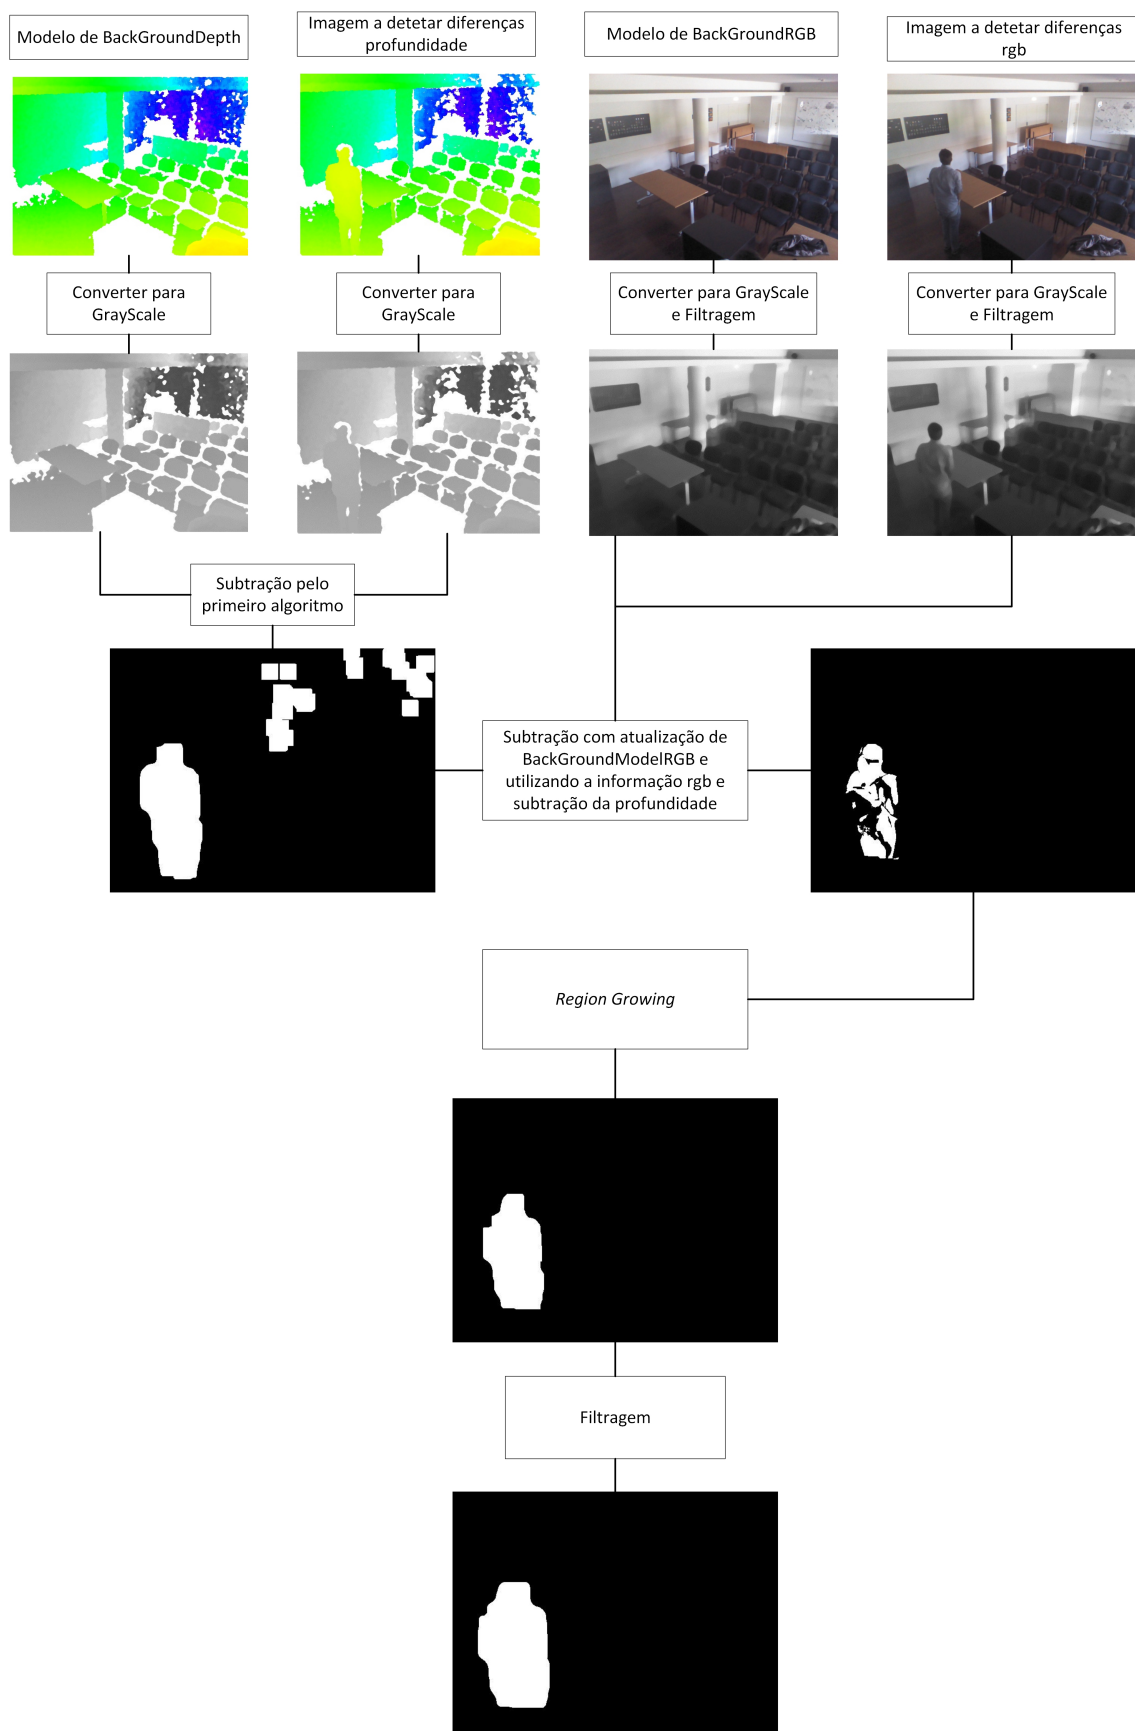 Modelo de BackGroundDepth
Imagem a detetar diferenças
profundidade
Modelo de BackGroundRGB
Imagem a detetar diferenças
rgb
Converter para
GrayScale
Converter para
GrayScale
Converter para GrayScale
e Filtragem
Converter para GrayScale
e Filtragem
Subtração pelo
primeiro algoritmo
Subtração com atualização de
BackGroundModelRGB e
utilizando a informação rgb e
subtração da profundidade
Region Growing
Filtragem